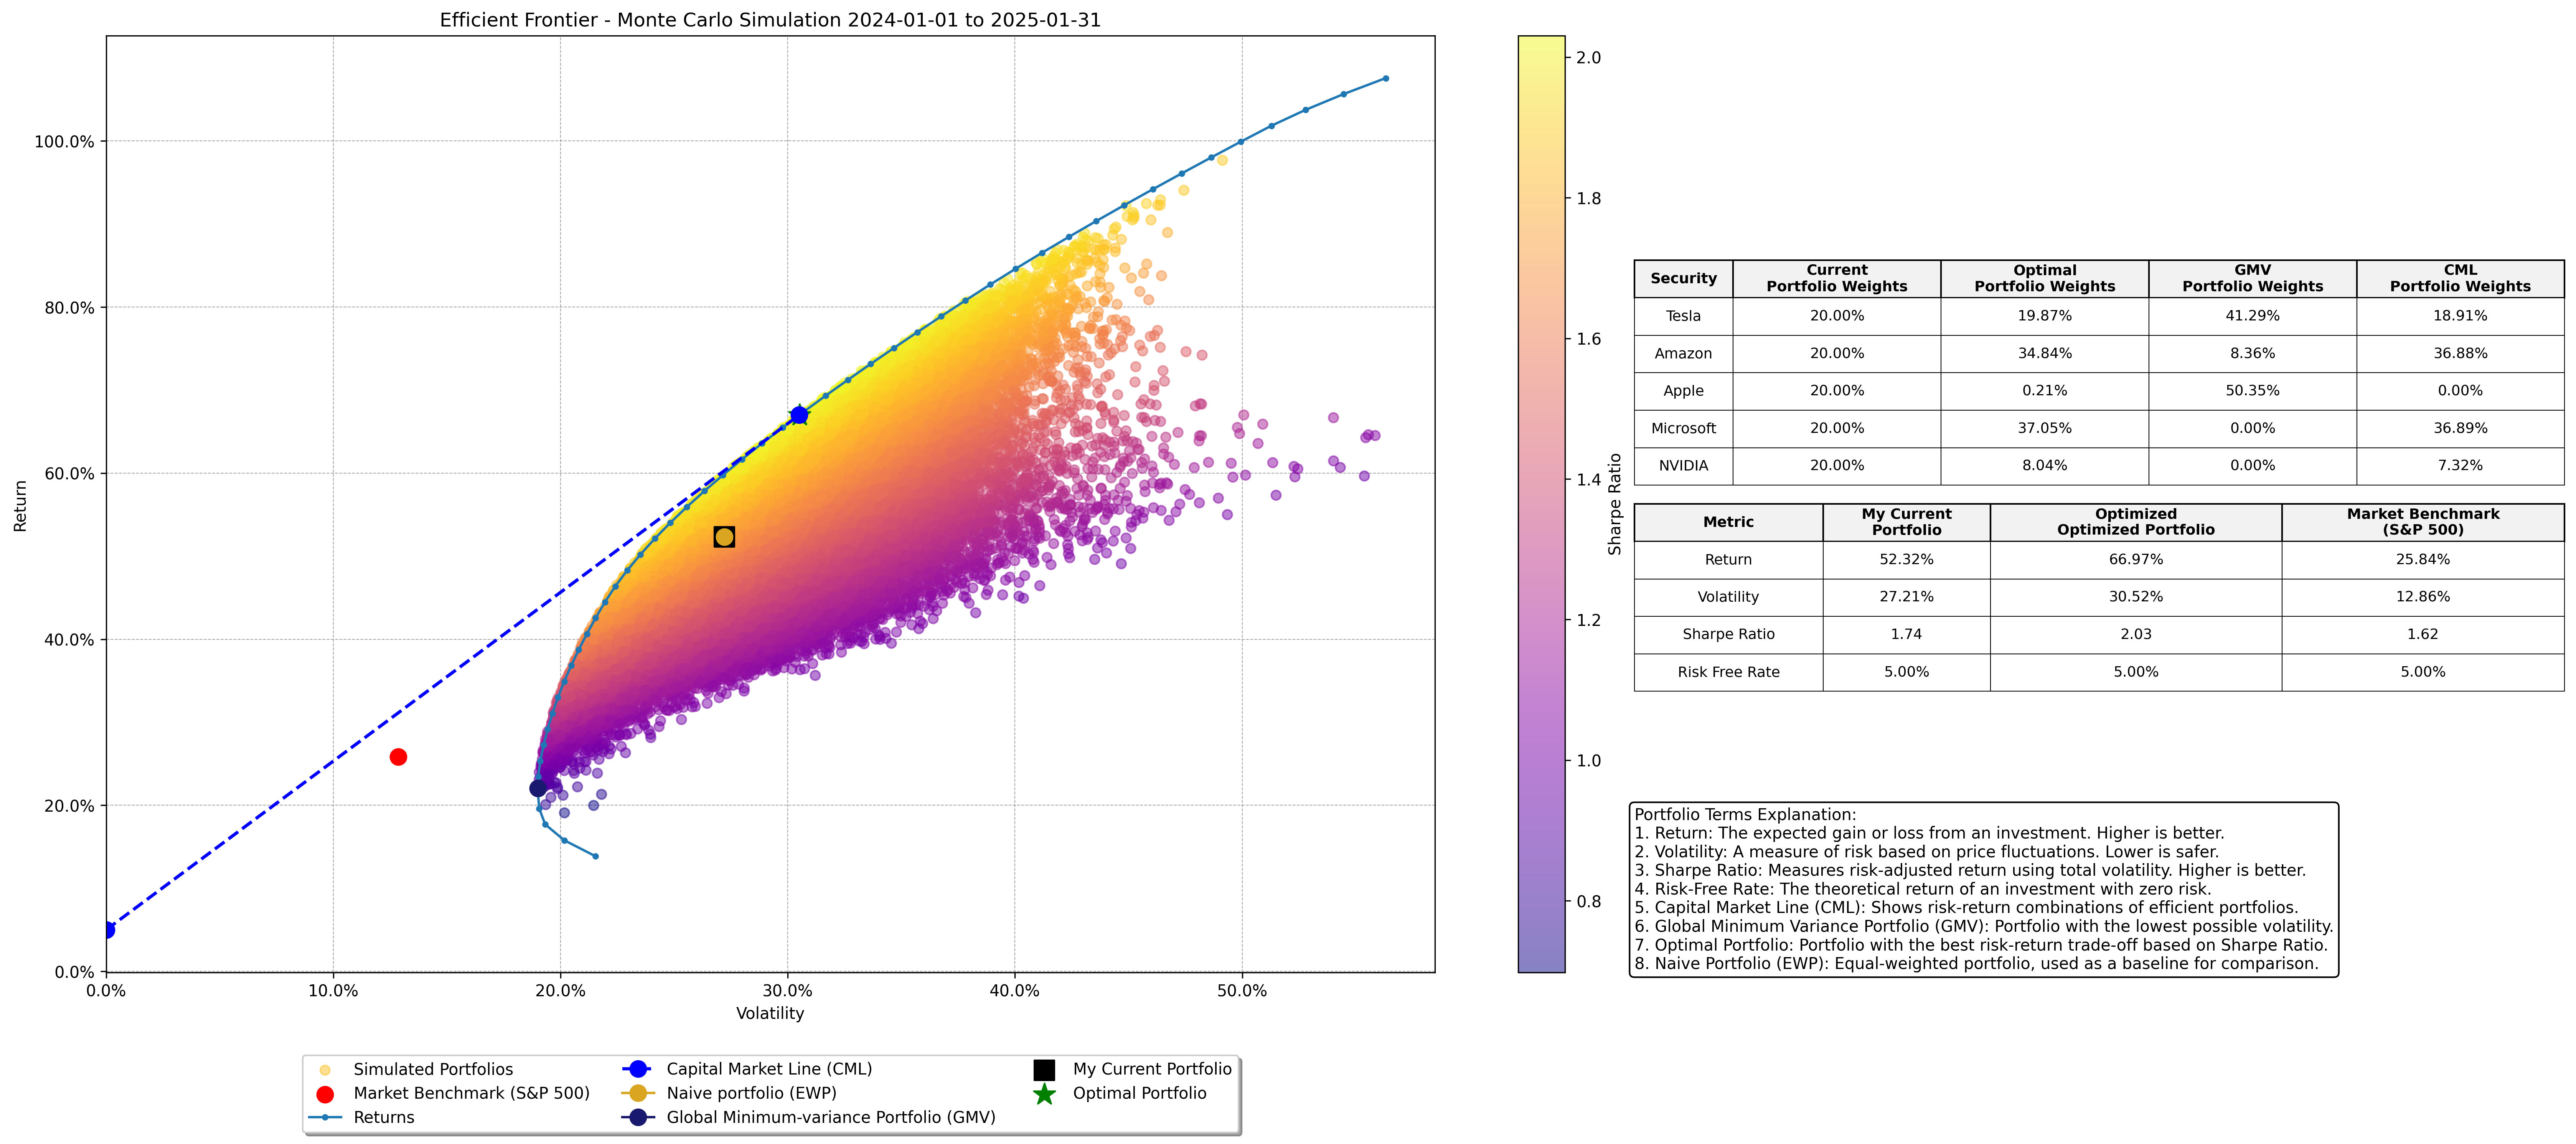 Efficient Frontier - Monte Carlo Simulation 2024-01-01 to 2025-01-31
Return
100.0%
80.0%
60.0%
40.0%
20.0%
0.0%
0.0% 10.0% 20.0% 30.0% 40.0% 50.0%
Volatility
Simulated Portfolios
Market Benchmark (S&P 500)
Returns
Capital Market Line (CML)
Naive portfolio (EWP)
Global Minimum-variance Portfolio (GMV)
My Current Portfolio
Optimal Portfolio
2.0
1.8
1.6
1.4
1.2
1.0
0.8
Sharpe Ratio
Security Current Optimal GMV CML
Portfolio Weights Portfolio Weights Portfolio Weights Portfolio Weights
Tesla 20.00% 19.87% 41.29% 18.91%
Amazon 20.00% 34.84% 8.36% 36.88%
Apple 20.00% 0.21% 50.35% 0.00%
Microsoft 20.00% 37.05% 0.00% 36.89%
NVIDIA 20.00% 8.04% 0.00% 7.32%
Metric My Current Optimized Market Benchmark
Portfolio Optimized Portfolio (S&P 500)
Return 52.32% 66.97% 25.84%
Volatility 27.21% 30.52% 12.86%
Sharpe Ratio 1.74 2.03 1.62
Risk Free Rate 5.00% 5.00% 5.00%
Portfolio Terms Explanation:
1. Return: The expected gain or loss from an investment. Higher is better.
2. Volatility: A measure of risk based on price fluctuations. Lower is safer.
3. Sharpe Ratio: Measures risk-adjusted return using total volatility. Higher is better.
4. Risk-Free Rate: The theoretical return of an investment with zero risk.
5. Capital Market Line (CML): Shows risk-return combinations of efficient portfolios.
6. Global Minimum Variance Portfolio (GMV): Portfolio with the lowest possible volatility.
7. Optimal Portfolio: Portfolio with the best risk-return trade-off based on Sharpe Ratio.
8. Naive Portfolio (EWP): Equal-weighted portfolio, used as a baseline for comparison.